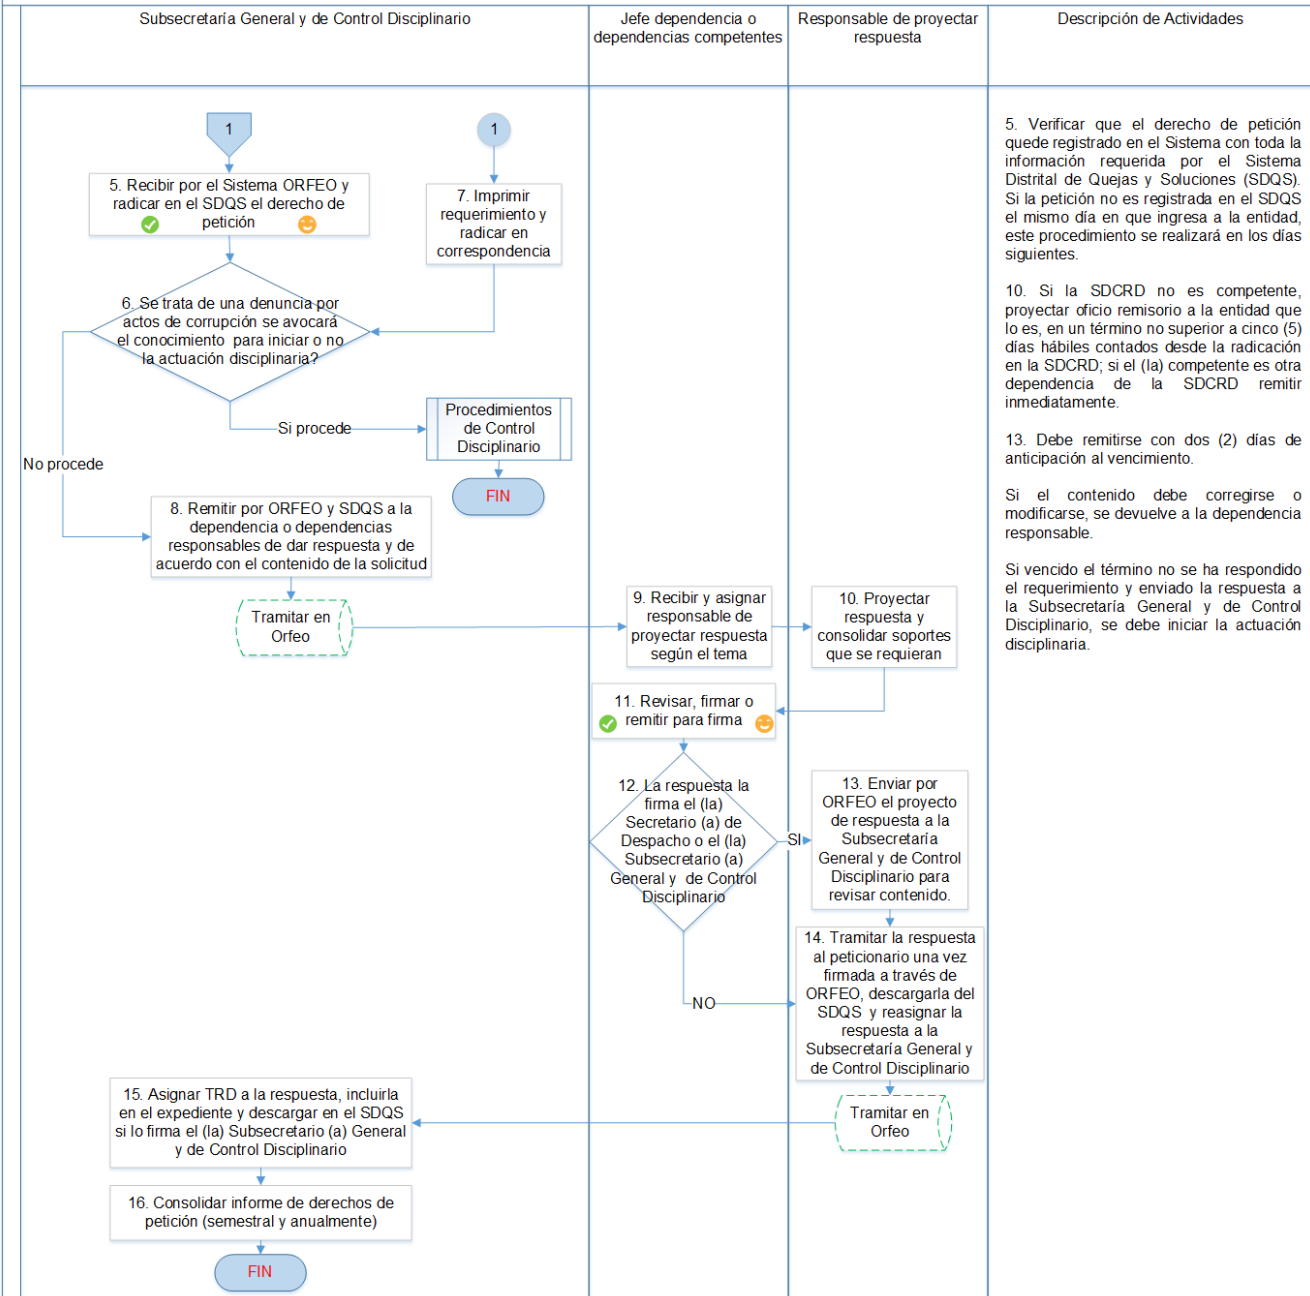 Subsecretaría General y de Control Disciplinario
Jefe dependencia o
dependencias competentes
Responsable de proyectar
respuesta
Descripción de Actividades
1
1
5. Recibir por el Sistema ORFEO y
radicar en el SDQS el derecho de
petición
7. Imprimir
requerimiento y
radicar en
correspondencia
6. Se trata de una denuncia por
actos de corrupción se avocará
el conocimiento para iniciar o no
la actuación disciplinaria?
Si procede
Procedimientos
de Control
Disciplinario
No procede
FIN
8. Remitir por ORFEO y SDQS a la
dependencia o dependencias
responsables de dar respuesta y de
acuerdo con el contenido de la solicitud
Tramitar en
Orfeo
9. Recibir y asignar
responsable de
proyectar respuesta
según el tema
10. Proyectar
respuesta y
consolidar soportes
que se requieran
11. Revisar, firmar o
remitir para firma
12. La respuesta la
firma el (la)
Secretario (a) de
Despacho o el (la)
Subsecretario (a)
General y de Control
Disciplinario
SI
13. Enviar por
ORFEO el proyecto
de respuesta a la
Subsecretaría
General y de Control
Disciplinario para
revisar contenido.
NO
14. Tramitar la respuesta
al peticionario una vez
firmada a través de
ORFEO, descargarla del
SDQS y reasignar la
respuesta a la
Subsecretaría General y
de Control Disciplinario
Tramitar en
Orfeo
15. Asignar TRD a la respuesta, incluirla
en el expediente y descargar en el SDQS
si lo firma el (la) Subsecretario (a) General
y de Control Disciplinario
16. Consolidar informe de derechos de
petición (semestral y anualmente)
FIN
5. Verificar que el derecho de petición
quede registrado en el Sistema con toda la
información requerida por el Sistema
Distrital de Quejas y Soluciones (SDQS).
Si la petición no es registrada en el SDQS
el mismo día en que ingresa a la entidad,
este procedimiento se realizará en los días
siguientes.
10. Si la SDCRD no es competente,
proyectar oficio remisorio a la entidad que
lo es, en un término no superior a cinco (5)
días hábiles contados desde la radicación
en la SDCRD; si el (la) competente es otra
dependencia de la SDCRD remitir
inmediatamente.
13. Debe remitirse con dos (2) días de
anticipación al vencimiento.
Si el contenido debe corregirse o
modificarse, se devuelve a la dependencia
responsable.
Si vencido el término no se ha respondido
el requerimiento y enviado la respuesta a
la Subsecretaría General y de Control
Disciplinario, se debe iniciar la actuación
disciplinaria.